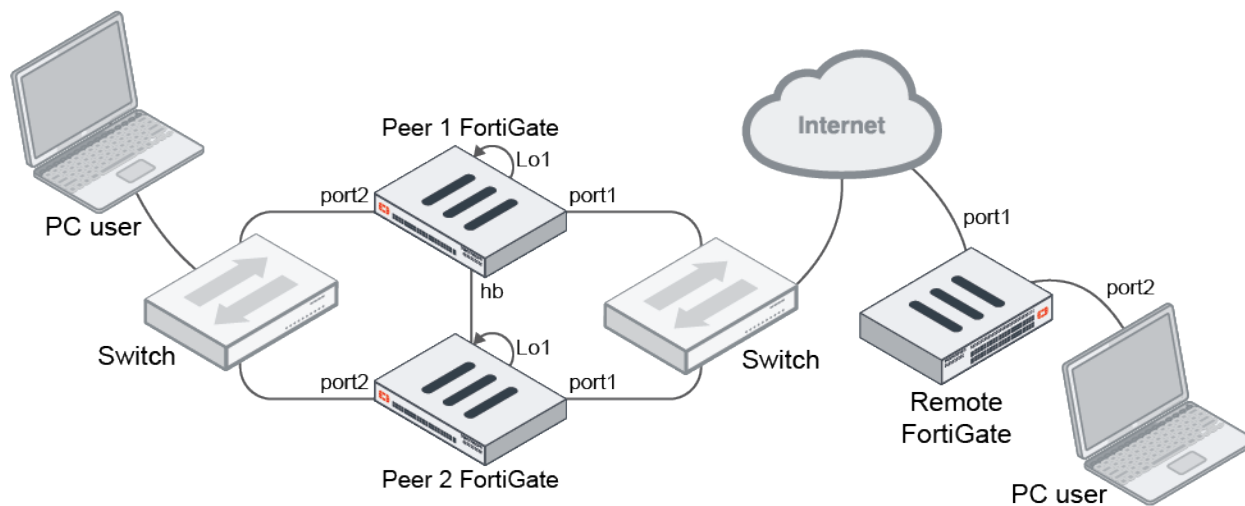 Internet
Peer 1 FortiGate
Lo1
port2
port1
port1
PC user
port2
hb
Switch
Lo1
Switch
port2
port1
Remote
FortiGate
Peer 2 FortiGate
PC user